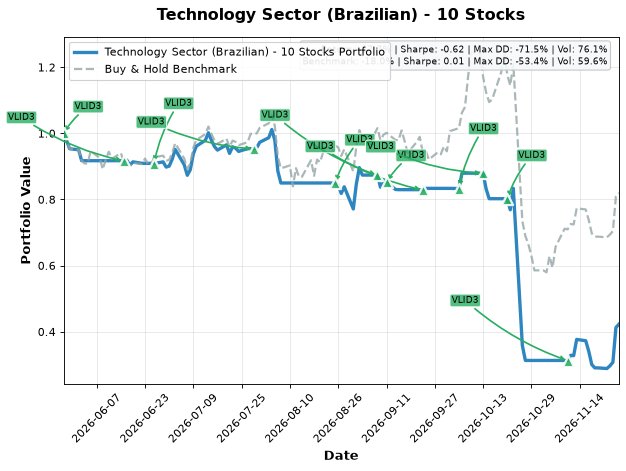 Technology Sector (Brazilian) - 10 Stocks
Technology Sector (Brazilian) - 10 Stocks Portfolio
Buy & Hold Benchmark
| Sharpe: -0.62 | Max DD: -71.5% | Vol: 76.1%
Benchmark: -18.0% | Sharpe: 0.01 | Max DD: -53.4% | Vol: 59.6%
VLID3
VLID3
VLID3
VLID3
VLID3
VLID3
VLID3
VLID3
VLID3
VLID3
VLID3
VLID3
Portfolio Value
1.2
1.0
0.8
0.6
0.4
2026-06-07
2026-06-23
2026-07-09
2026-07-25
2026-08-10
2026-08-26
2026-09-11
2026-09-27
2026-10-13
2026-10-29
2026-11-14
Date